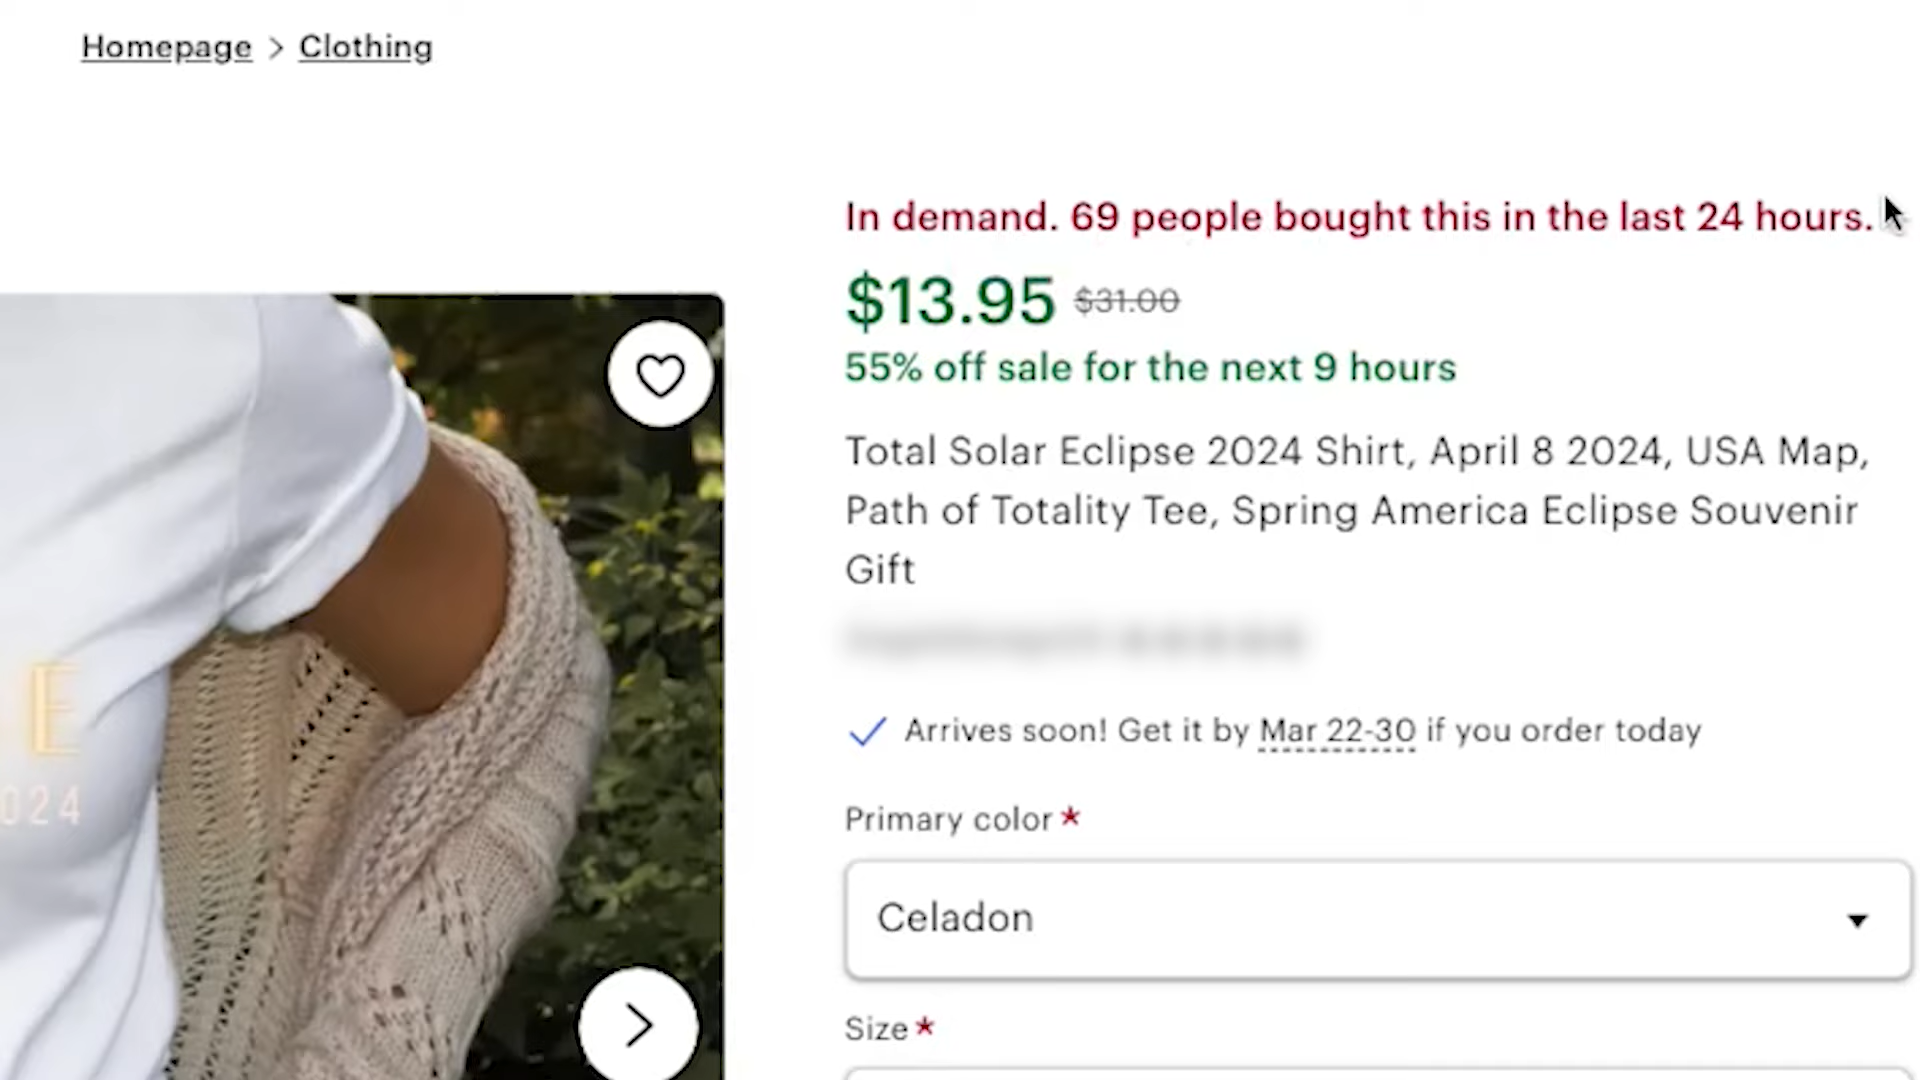 Homepage > Clothing
In demand. 69 people bought this in the last 24 hours.
$13.95 $31.00
55% off sale for the next 9 hours
Total Solar Eclipse 2024 Shirt, April 8 2024, USA Map,
Path of Totality Tee, Spring America Eclipse Souvenir
Gift
E
024
Arrives soon! Get it by Mar 22-30 if you order today
Primary color *
Celadon
Size *